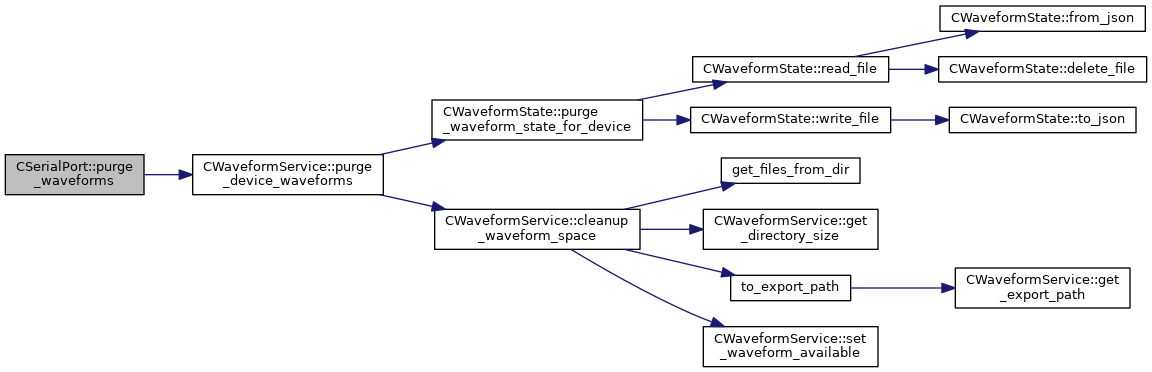 CSerialPort::purge
_waveforms
CWaveformService::purge
_device_waveforms
CWaveformState::purge
_waveform_state_for_device
CWaveformState::read_file
CWaveformState::from_json
CWaveformState::delete_file
CWaveformState::write_file
CWaveformState::to_json
CWaveformService::cleanup
_waveform_space
get_files_from_dir
CWaveformService::get
_directory_size
to_export_path
CWaveformService::get
_export_path
CWaveformService::set
_waveform_available